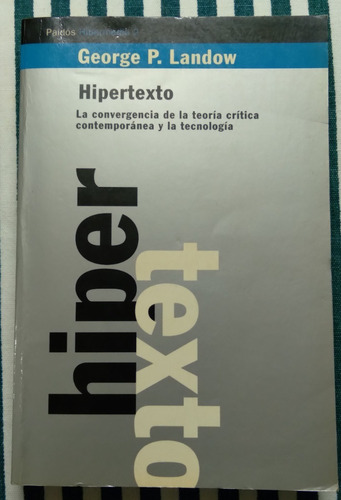 Paidós
George P. Landow
Hipertexto
La convergencia de la teoría crítica
contemporánea y la tecnología
hiper
texto